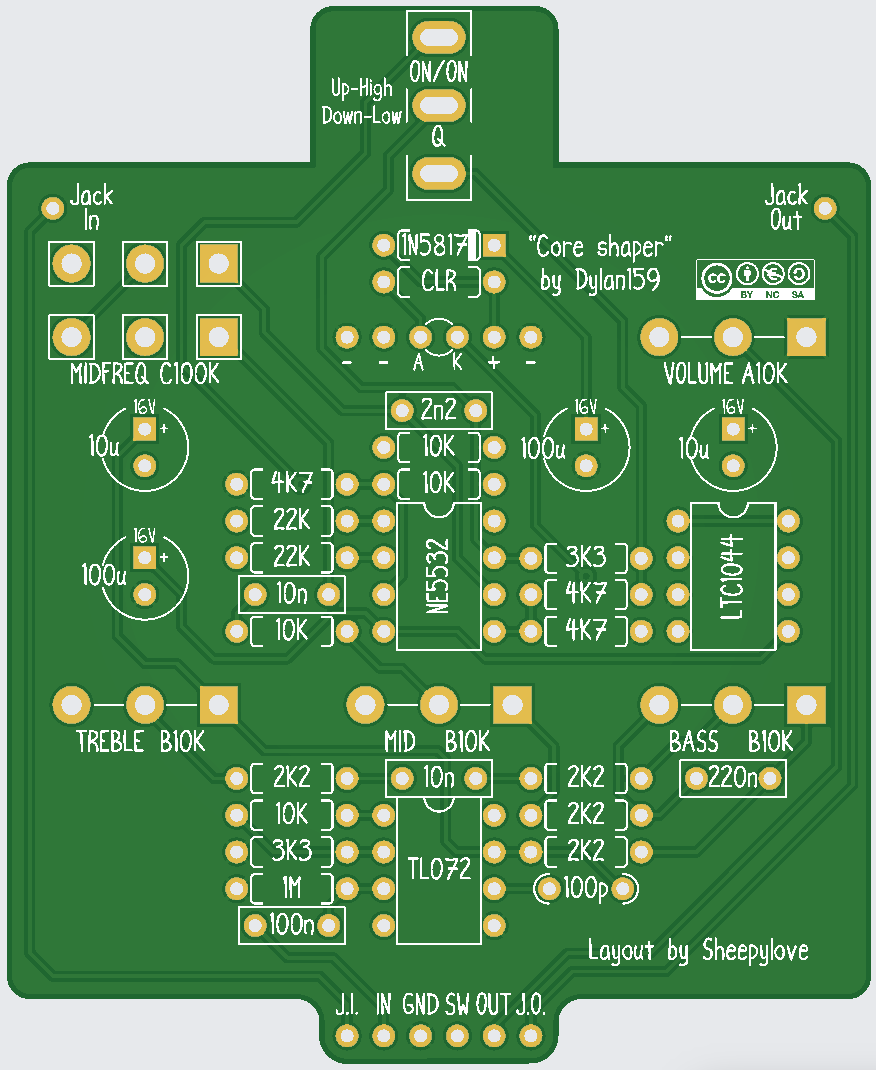 ON/ON
Up-High
Down-Low
Q
Jack
In
Jack
Out
1N5817
"Core shaper"
CLR
by Dylan159
cc
BY NC SA
- - A K + -
MIDFREQ C100K
VOLUME A10K
16V
10u +
2n2
16V
100u +
16V
10u +
10K
4K7
10K
22K
22K
16V
100u +
NE5532
3K3
LTC1044
10n
4K7
10K
4K7
TREBLE B10K
MID B10K
BASS B10K
2K2
10n
2K2
220n
10K
2K2
3K3
2K2
TL072
1M
100p
100n
Layout by Sheepylove
J.I. IN GND SW OUT J.O.